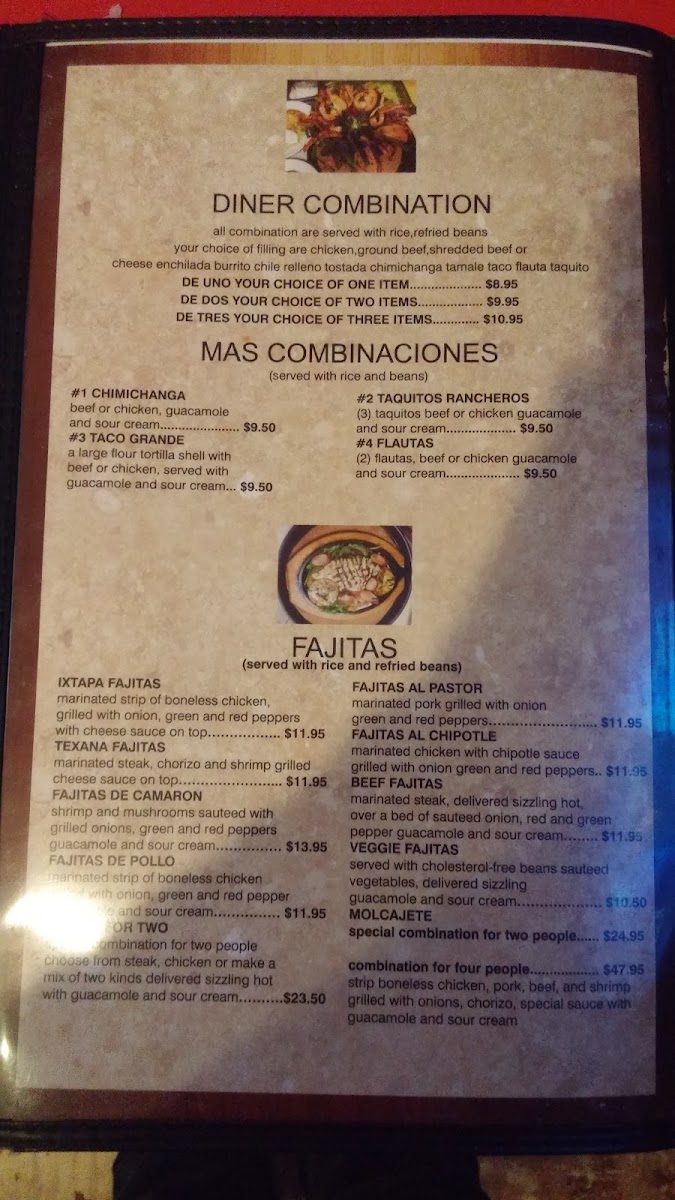 DINER COMBINATION
all combination are served with rice,refried beans
your choice of filling are chicken,ground beef,shredded beef or
cheese enchilada burrito chile relleno tostada chimichanga tamale taco flauta taquito
DE UNO YOUR CHOICE OF ONE ITEM................... $8.95
DE DOS YOUR CHOICE OF TWO ITEMS................. $9.95
DE TRES YOUR CHOICE OF THREE ITEMS............. $10.95
MAS COMBINACIONES
(served with rice and beans)
#1 CHIMICHANGA
beef or chicken, guacamole
and sour cream...................... $9.50
#3 TACO GRANDE
a large flour tortilla shell with
beef or chicken, served with
guacamole and sour cream... $9.50
#2 TAQUITOS RANCHEROS
(3) taquitos beef or chicken guacamole
and sour cream................... $9.50
#4 FLAUTAS
(2) flautas, beef or chicken guacamole
and sour cream.................... $9.50
FAJITAS
(served with rice and refried beans)
IXTAPA FAJITAS
marinated strip of boneless chicken,
grilled with onion, green and red peppers
with cheese sauce on top.................. $11.95
TEXANA FAJITAS
marinated steak, chorizo and shrimp grilled
cheese sauce on top......................... $11.95
FAJITAS DE CAMARON
shrimp and mushrooms sauteed with
grilled onions, green and red peppers
guacamole and sour cream............... $13.95
FAJITAS DE POLLO
marinated strip of boneless chicken
with onion, green and red pepper
and sour cream............... $11.95
FOR TWO
combination for two people
choose from steak, chicken or make a
mix of two kinds delivered sizzling hot
with guacamole and sour cream..........$23.50
FAJITAS AL PASTOR
marinated pork grilled with onion
green and red peppers.......................... $11.95
FAJITAS AL CHIPOTLE
marinated chicken with chipotle sauce
grilled with onion green and red peppers.. $11.95
BEEF FAJITAS
marinated steak, delivered sizzling hot,
over a bed of sauteed onion, red and green
pepper guacamole and sour cream........ $11.95
VEGGIE FAJITAS
served with cholesterol-free beans sauteed
vegetables, delivered sizzling
guacamole and sour cream.................... $10.50
MOLCAJETE
special combination for two people...... $24.95
combination for four people................ $47.95
strip boneless chicken, pork, beef, and shrimp
grilled with onions, chorizo, special sauce with
guacamole and sour cream